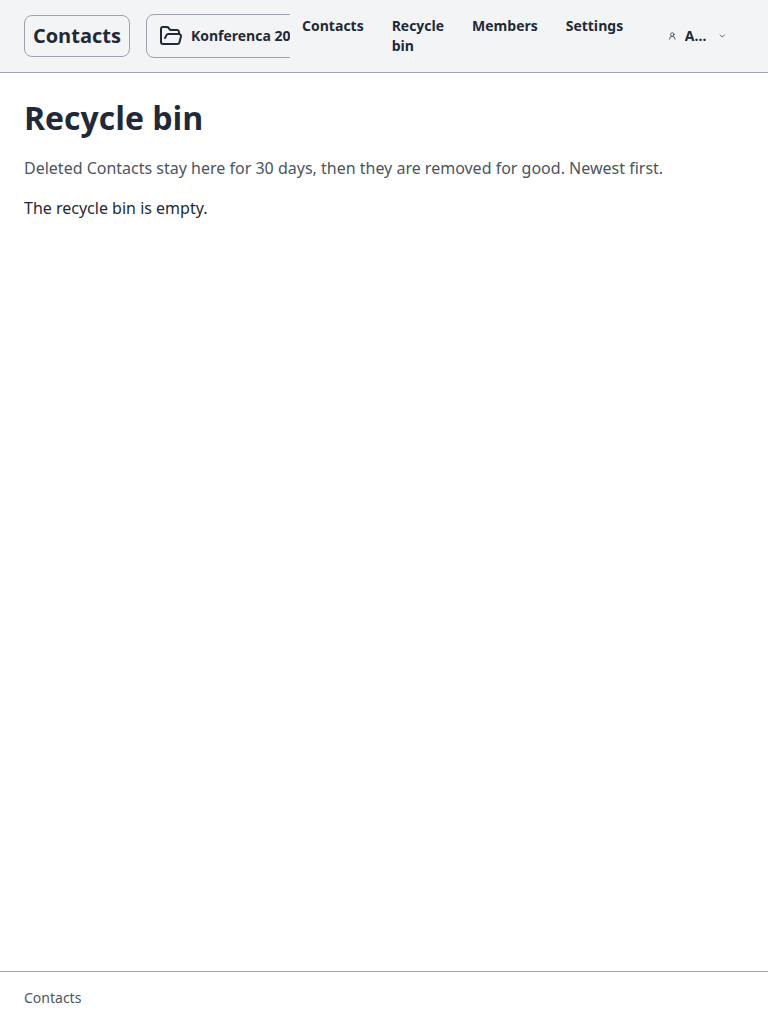 Contacts
Konferenca 20
Contacts
Recycle
bin
Members
Settings
A...
Recycle bin
Deleted Contacts stay here for 30 days, then they are removed for good. Newest first.
The recycle bin is empty.
Contacts